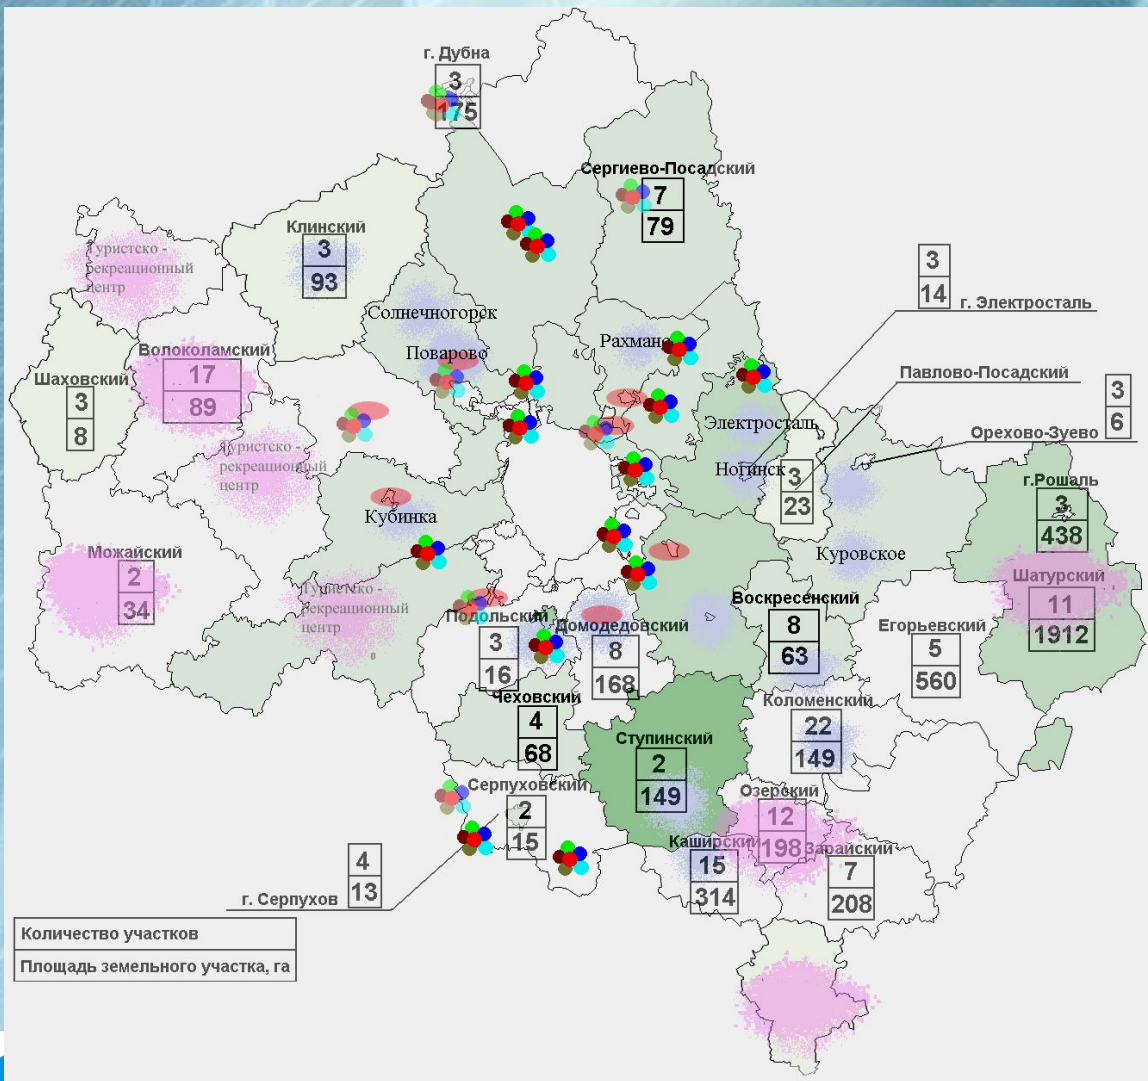 г. Дубна
3
175
Сергиево-Посадский
7
79
Клинский
3
93
Туристско -
рекреационный
центр
3
14
г. Электросталь
Солнечногорск
Поварово
Рахмано
Волоколамский
17
89
Шаховский
3
8
Павлово-Посадский
3
6
Орехово-Зуево
Электросталь
Ногинск
3
23
Туристско -
рекреационный
центр
г.Рошаль
3
438
Кубинка
Куровское
Можайский
2
34
Шатурский
11
1912
Туристско -
рекреационный
центр
Подольский
3
16
Домодедовский
8
168
Воскресенский
8
63
Егорьевский
5
560
Чеховский
4
68
Коломенский
22
149
Ступинский
2
149
Серпуховский
2
15
Озерский
12
198
Каширский
15
314
Зарайский
7
208
4
13
г. Серпухов
Количество участков
Площадь земельного участка, га